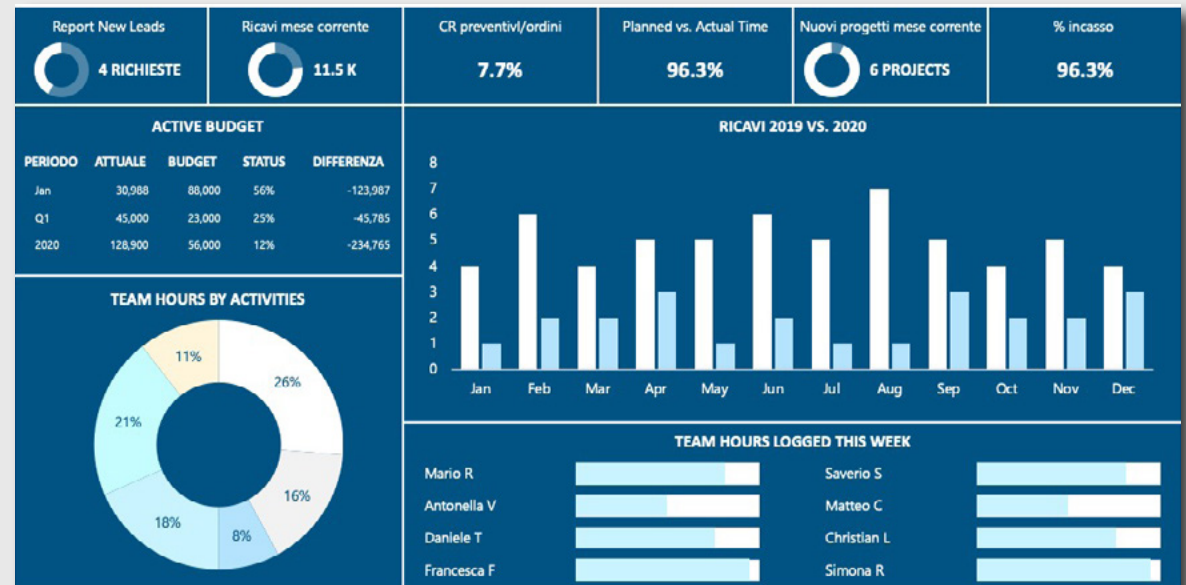 Report New Leads
4 RICHIESTE
Ricavi mese corrente
11.5 K
CR preventivI/ordini
7.7%
Planned vs. Actual Time
96.3%
Nuovi progetti mese corrente
6 PROJECTS
% incasso
96.3%
ACTIVE BUDGET
PERIODO ATTUALE BUDGET STATUS DIFFERENZA
Jan 30,988 88,000 56% -123,987
Q1 45,000 23,000 25% -45,785
2020 128,900 56,000 12% -234,765
RICAVI 2019 VS. 2020
8
7
6
5
4
3
2
1
0
Jan Feb Mar Apr May Jun Jul Aug Sep Oct Nov Dec
TEAM HOURS BY ACTIVITIES
11%
26%
21%
16%
18%
8%
TEAM HOURS LOGGED THIS WEEK
Mario R Saverio S
Antonella V Matteo C
Daniele T Christian L
Francesca F Simona R